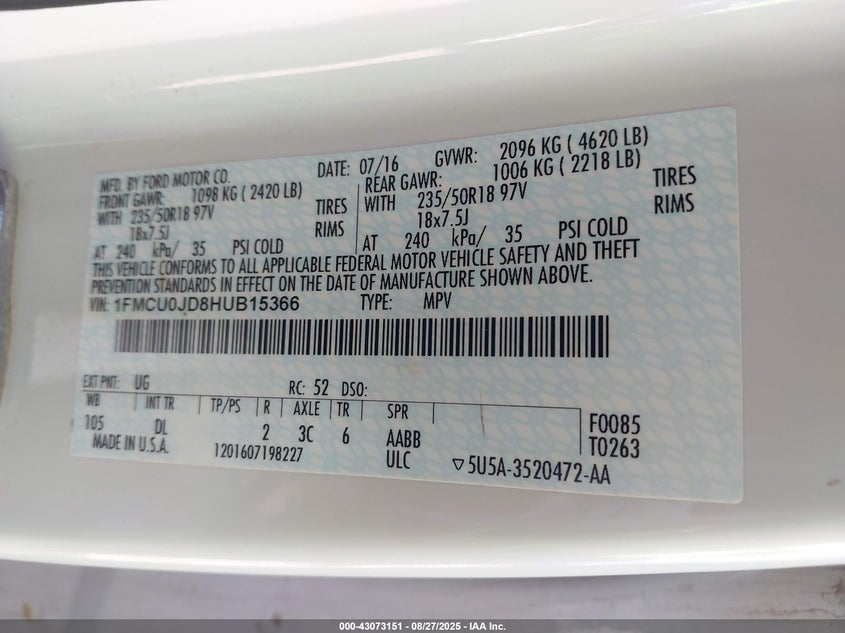 MFD. BY FORD MOTOR CO.
DATE: 07/16
GVWR: 2096 KG ( 4620 LB)
FRONT GAWR: 1098 KG ( 2420 LB)
REAR GAWR: 1006 KG ( 2218 LB)
WITH 235/50R18 97V TIRES
WITH 235/50R18 97V TIRES
18x7.5J RIMS
18x7.5J RIMS
AT 240 kPa/ 35 PSI COLD
AT 240 kPa/ 35 PSI COLD
THIS VEHICLE CONFORMS TO ALL APPLICABLE FEDERAL MOTOR VEHICLE SAFETY AND THEFT
PREVENTION STANDARDS IN EFFECT ON THE DATE OF MANUFACTURE SHOWN ABOVE.
VIN: 1FMCU0JD8HUB15366
TYPE: MPV
EXT PNT: UG RC: 52 DSO:
WB INT TR TP/PS R AXLE TR SPR
105 DL 2 3C 6 AABB
F0085
MADE IN U.S.A. 1201607198227 ULC
T0263
▽5U5A-3520472-AA
000-43073151 - 08/27/2025 - IAA Inc.